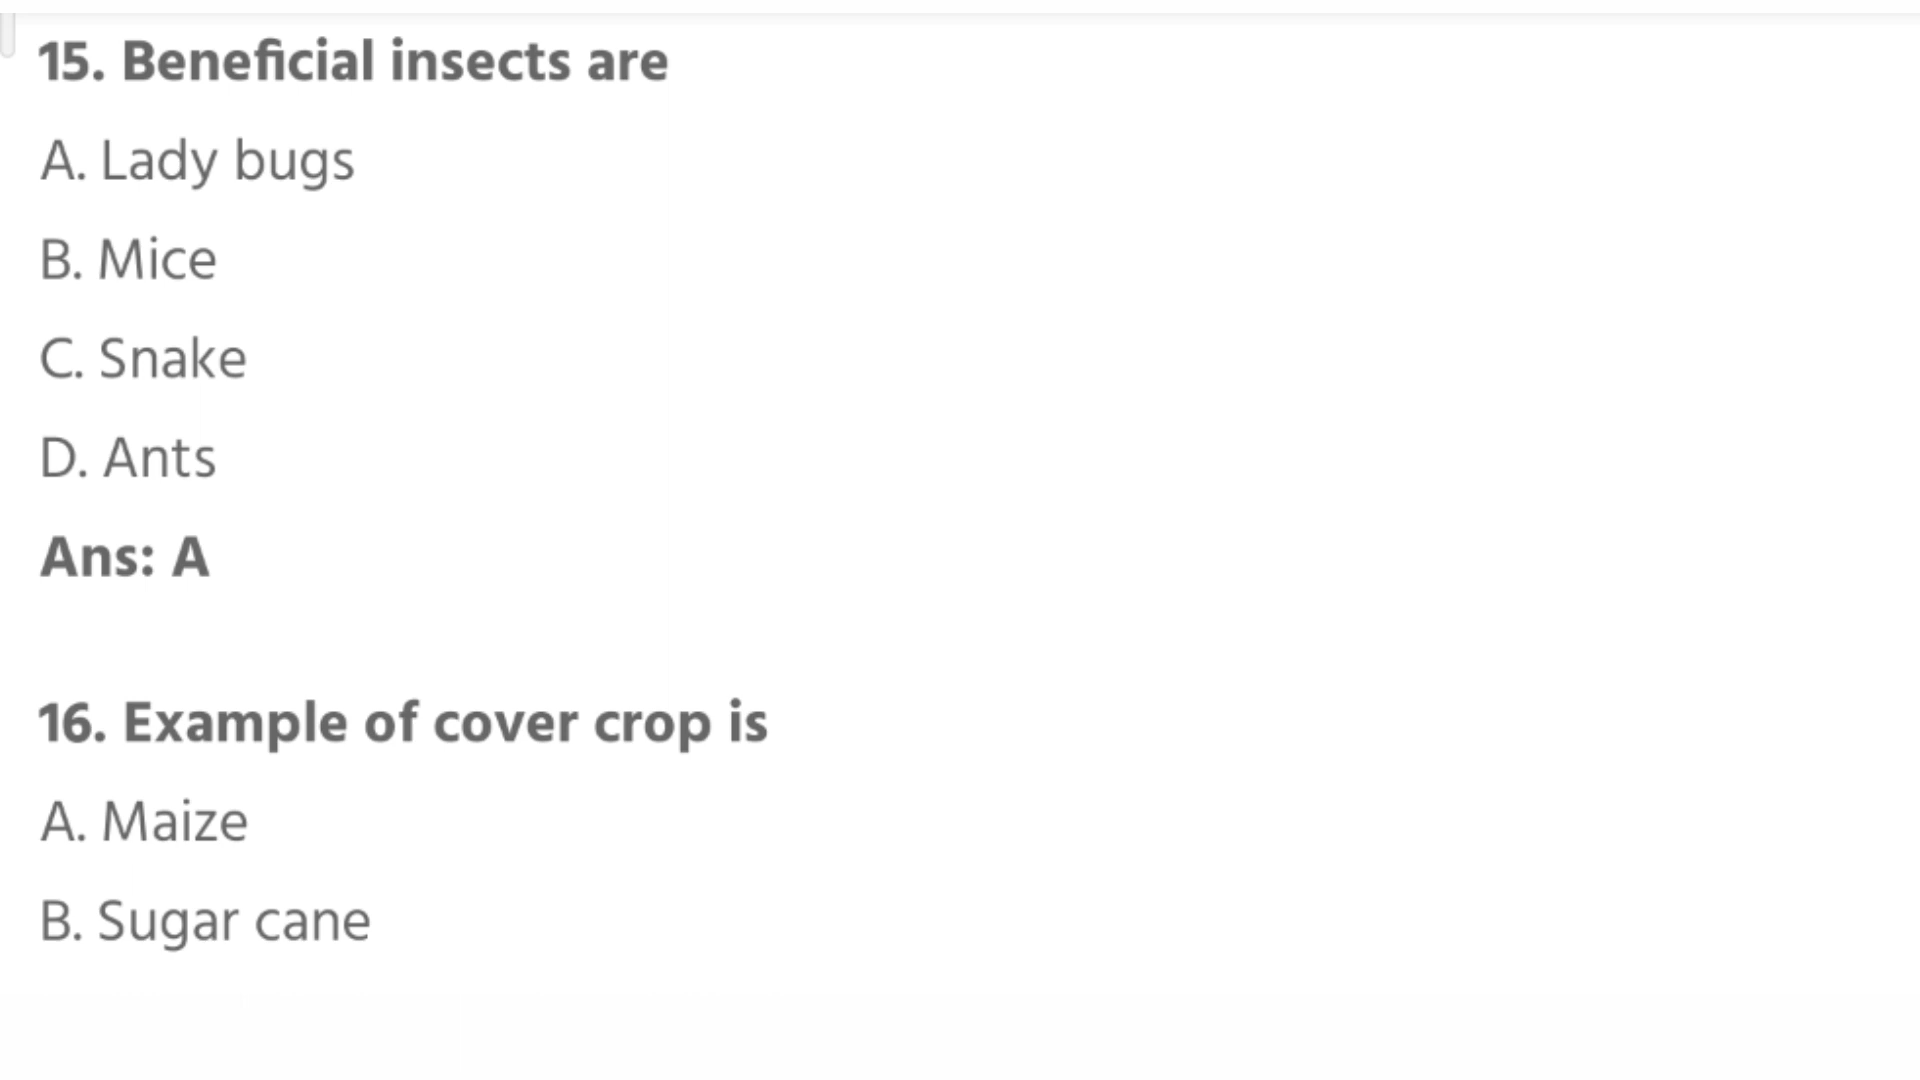 15. Beneficial insects are
A. Lady bugs
B. Mice
C. Snake
D. Ants
Ans: A
16. Example of cover crop is
A. Maize
B. Sugar cane